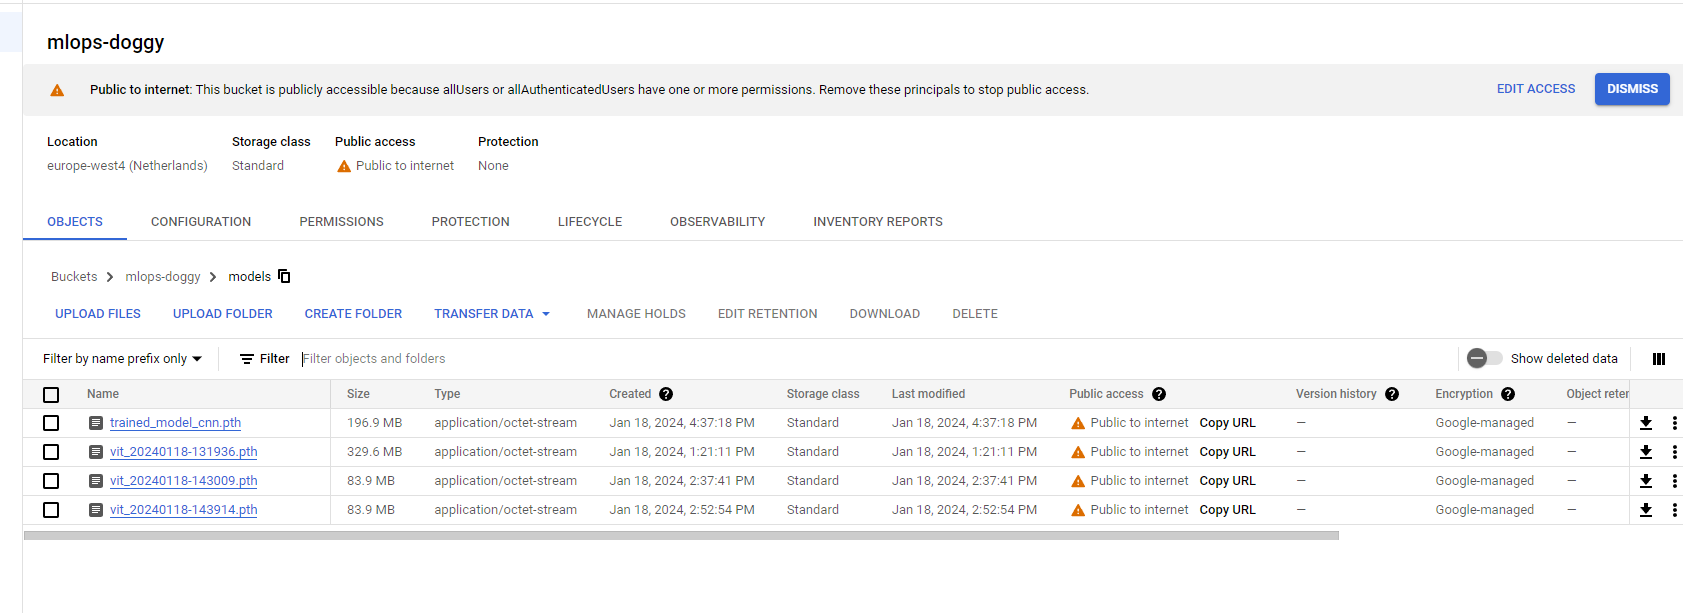 mlops-doggy
Public to internet: This bucket is publicly accessible because allUsers or allAuthenticatedUsers have one or more permissions. Remove these principals to stop public access. EDIT ACCESS DISMISS
Location Storage class Public access Protection
europe-west4 (Netherlands) Standard Public to internet None
OBJECTS CONFIGURATION PERMISSIONS PROTECTION LIFECYCLE OBSERVABILITY INVENTORY REPORTS
Buckets > mlops-doggy > models
UPLOAD FILES UPLOAD FOLDER CREATE FOLDER TRANSFER DATA MANAGE HOLDS EDIT RETENTION DOWNLOAD DELETE
Filter by name prefix only Filter Filter objects and folders Show deleted data
Name Size Type Created Storage class Last modified Public access Version history Encryption Object reter
trained_model_cnn.pth 196.9 MB application/octet-stream Jan 18, 2024, 4:37:18 PM Standard Jan 18, 2024, 4:37:18 PM Public to internet Copy URL — Google-managed —
vit_20240118-131936.pth 329.6 MB application/octet-stream Jan 18, 2024, 1:21:11 PM Standard Jan 18, 2024, 1:21:11 PM Public to internet Copy URL — Google-managed —
vit_20240118-143009.pth 83.9 MB application/octet-stream Jan 18, 2024, 2:37:41 PM Standard Jan 18, 2024, 2:37:41 PM Public to internet Copy URL — Google-managed —
vit_20240118-143914.pth 83.9 MB application/octet-stream Jan 18, 2024, 2:52:54 PM Standard Jan 18, 2024, 2:52:54 PM Public to internet Copy URL — Google-managed —